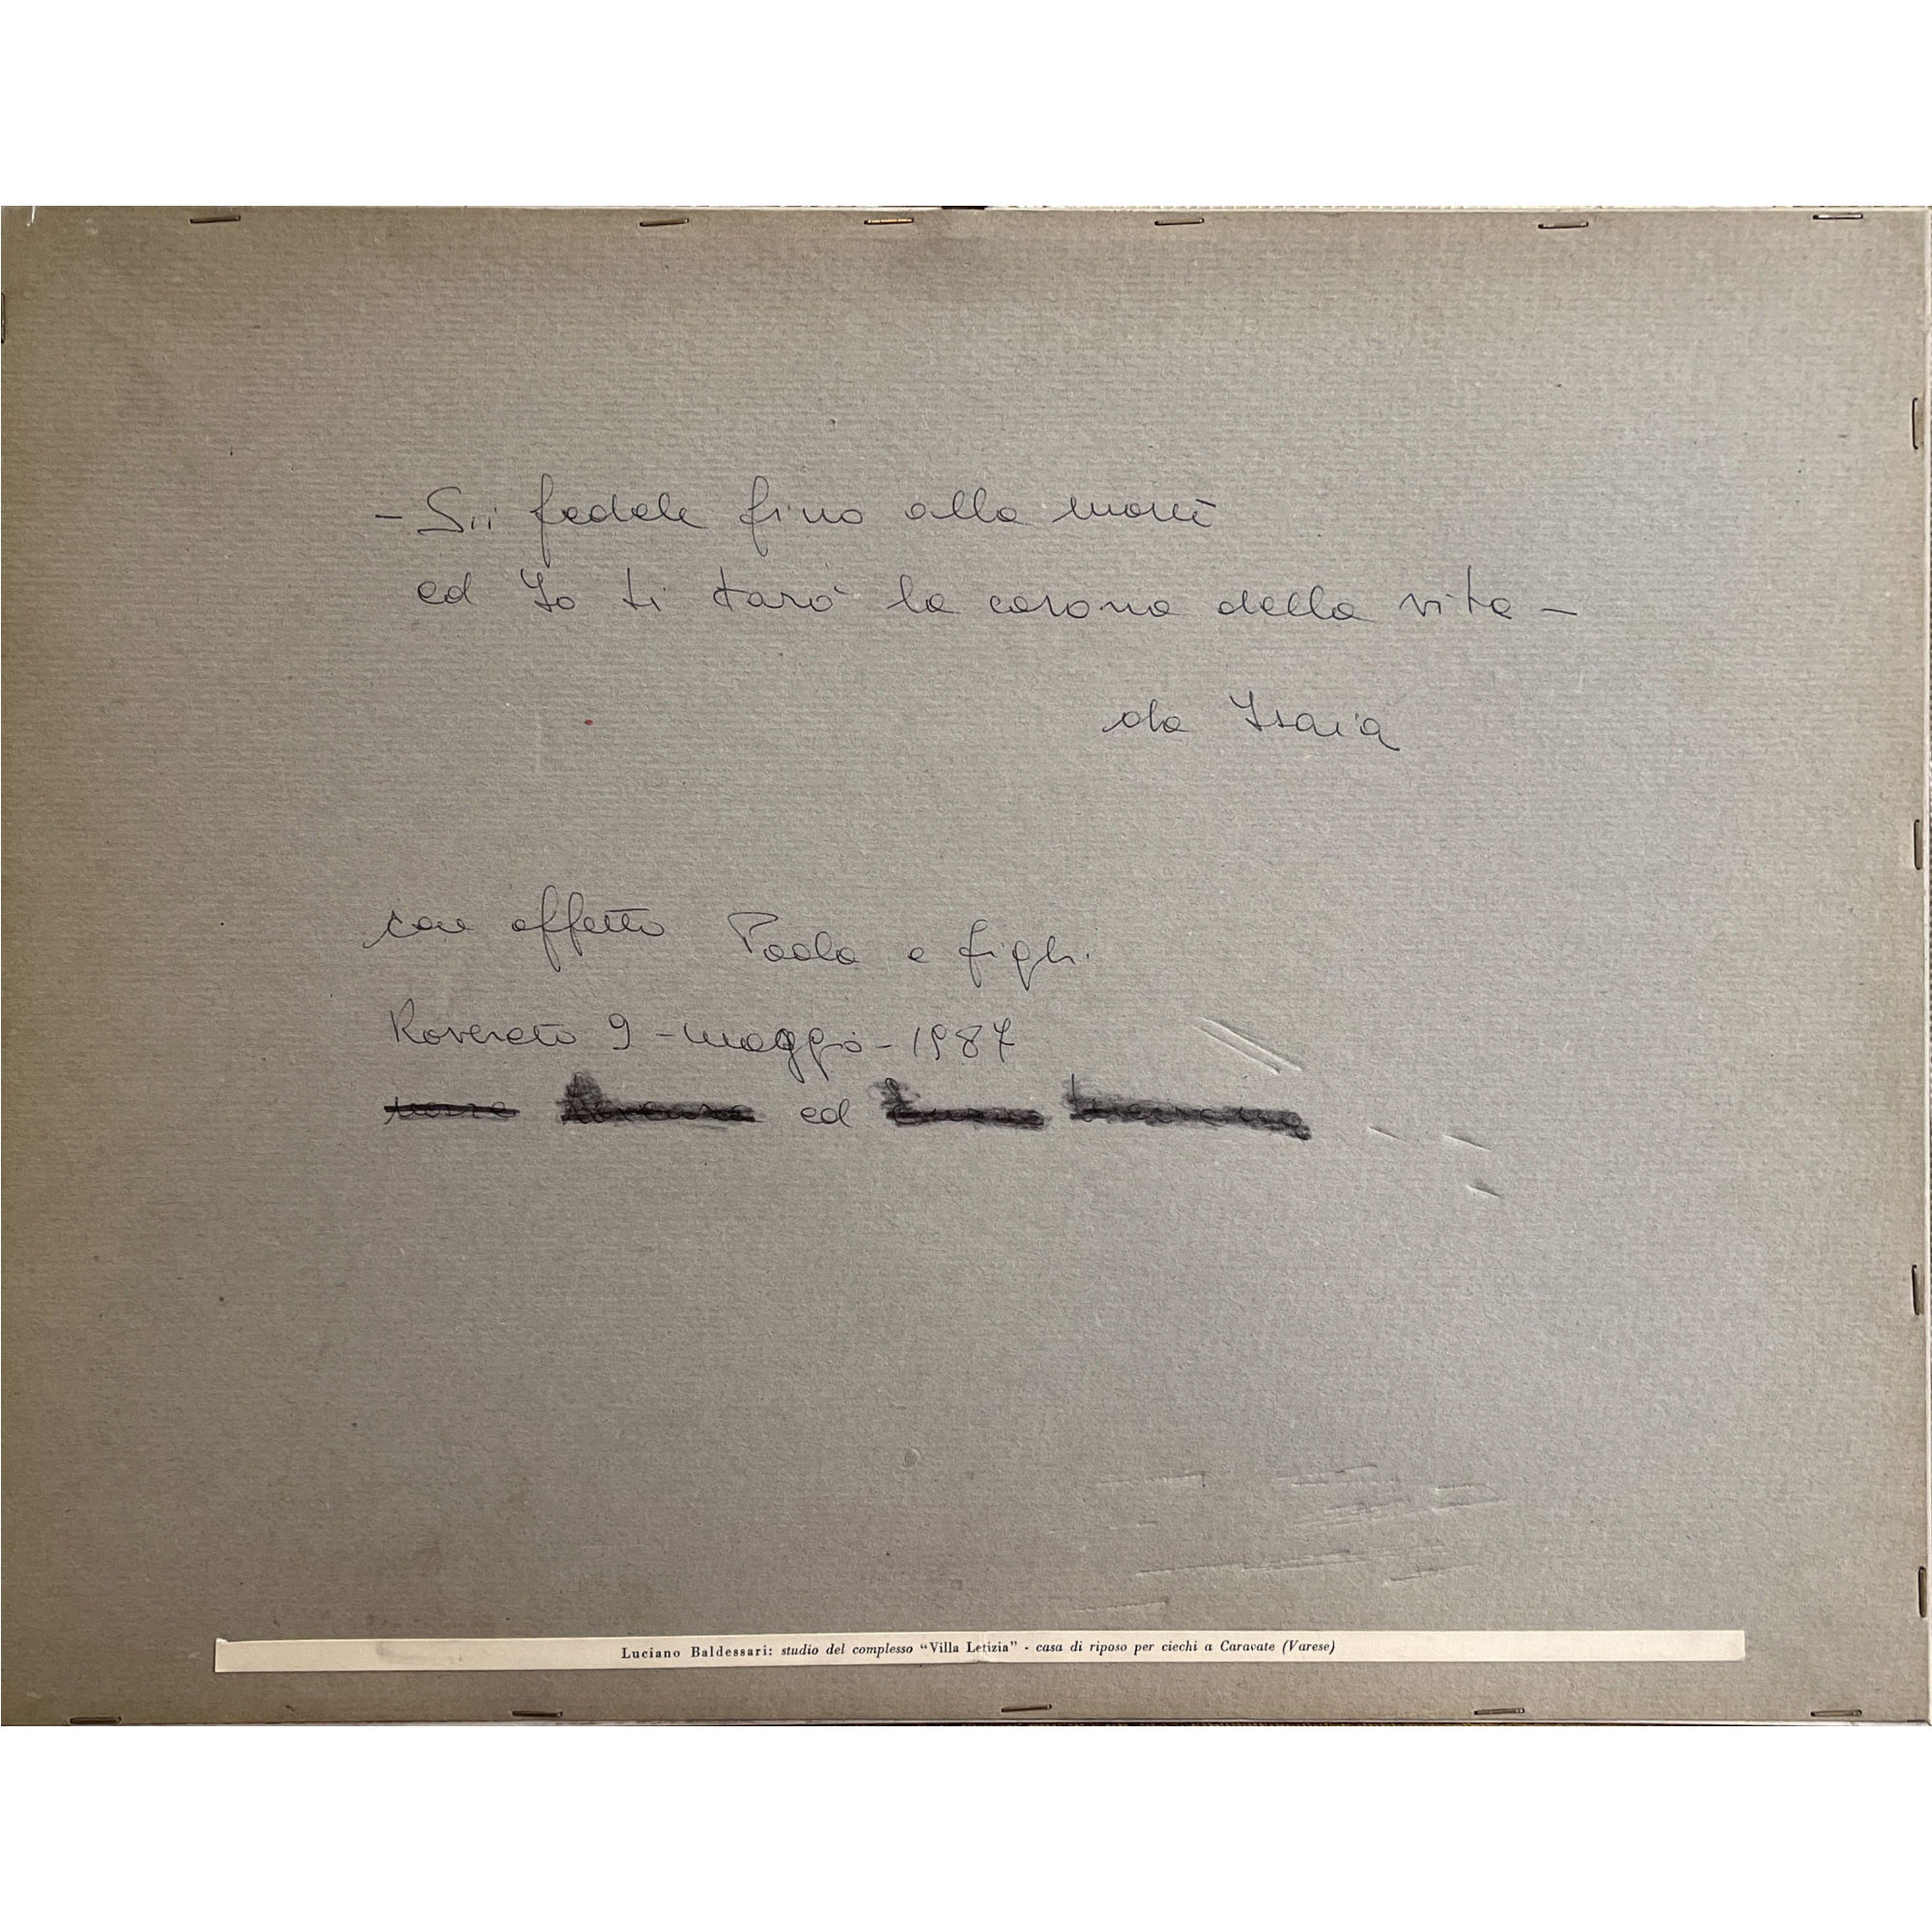 - Sii fedele fino alla morte
ed Io ti darò la corona della vita -
da Isaia
con affetto Paola e figli
Rovereto 9 - maggio - 1987
ed
Luciano Baldessari: studio del complesso "Villa Letizia" - casa di riposo per ciechi a Caravate (Varese)